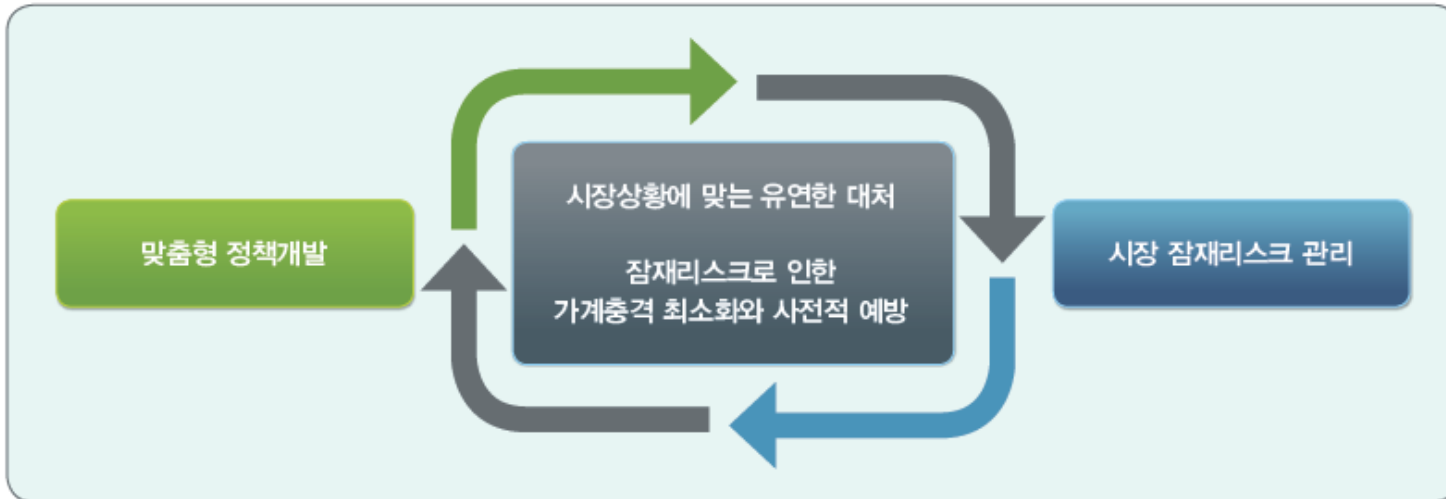 맞춤형 정책개발
시장상황에 맞는 유연한 대처
잠재리스크로 인한
가계충격 최소화와 사전적 예방
시장 잠재리스크 관리